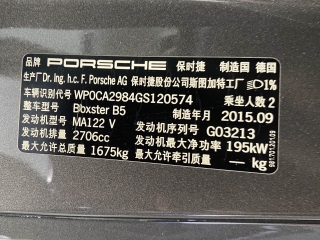 品牌 PORSCHE 保时捷 制造国 德国
生产厂 Dr. Ing. h.c. F. Porsche AG 保时捷股份公司斯图加特工厂 1%
车辆识别代号 WP0CA2984GS120574 乘坐人数 2
整车型号 Boxster B5 制造年月 2015.09
发动机型号 MA122 V 发动机序列号 G03213
发动机排量 2706cc 发动机最大净功率 195kW
最大允许总质量 1675kg 最大允许牵引质量 — kg